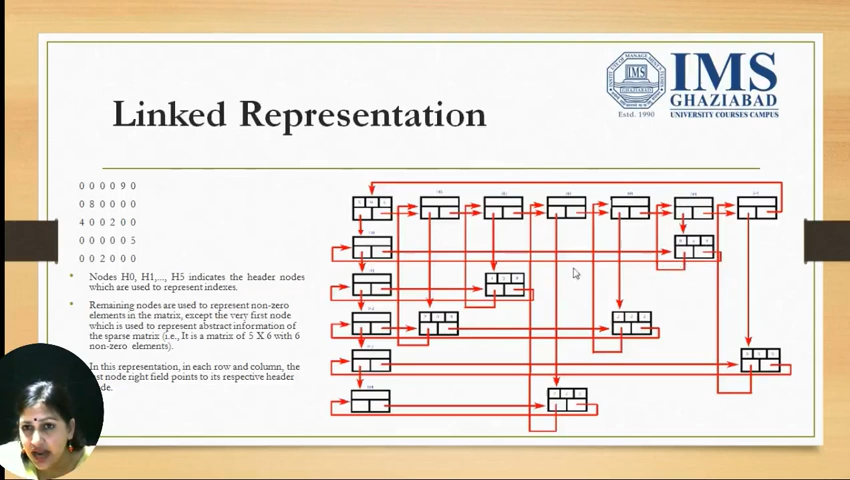 IMS
GHAZIABAD
UNIVERSITY COURSES CAMPUS
Estd. 1990
Linked Representation
0 0 0 0 9 0
0 8 0 0 0 0
4 0 0 2 0 0
0 0 0 0 0 5
0 0 2 0 0 0
• Nodes H0, H1,..., H5 indicates the header nodes
which are used to represent indexes.
• Remaining nodes are used to represent non-zero
elements in the matrix, except the very first node
which is used to represent abstract information of
the sparse matrix (i.e., It is a matrix of 5 X 6 with 6
non-zero elements).
In this representation, in each row and column, the
node right field points to its respective header